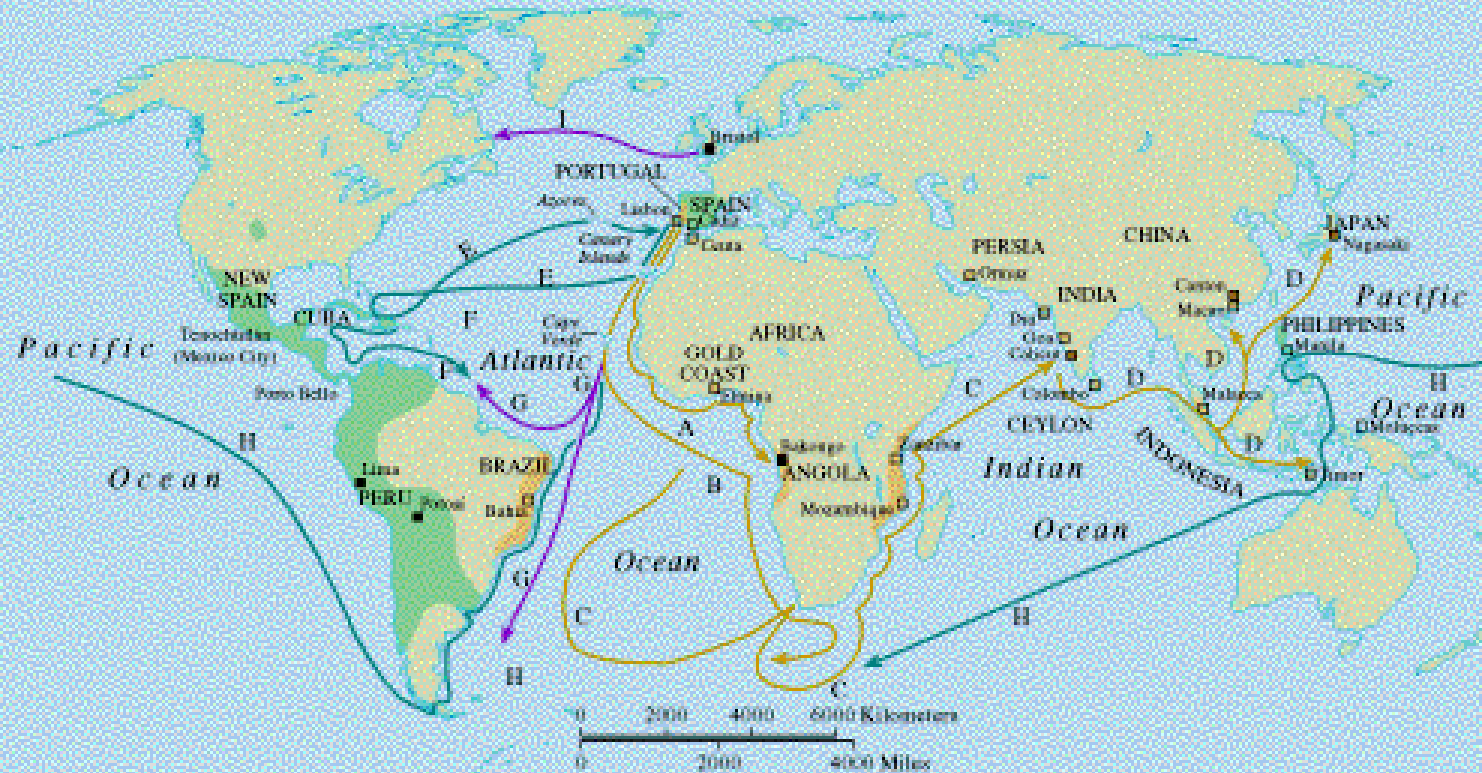 I
Bristol
PORTUGAL
Azores
Lisbon
SPAIN
Cadiz
Ceuta
Canary
Islands
E
E
NEW
SPAIN
CUBA
F
Tenochtitlan
(Mexico City)
Porto Bello
F
Cape
Verde
Atlantic
G
G
Pacific
H
Ocean
Lima
PERU
Potosi
BRAZIL
Bahia
G
H
AFRICA
GOLD
COAST
Elmina
A
B
Bakongo
ANGOLA
Zanzibar
Mozambique
Ocean
C
C
PERSIA
Ormuz
INDIA
Diu
Goa
Calicut
C
Colombo
CEYLON
D
Indian
Ocean
H
CHINA
Canton
Macao
JAPAN
Nagasaki
D
Pacific
PHILIPPINES
Manila
D
H
Ocean
Malacca
Moluccas
D
INDONESIA
Timor
0 2000 4000 6000 Kilometers
0 2000 4000 Miles